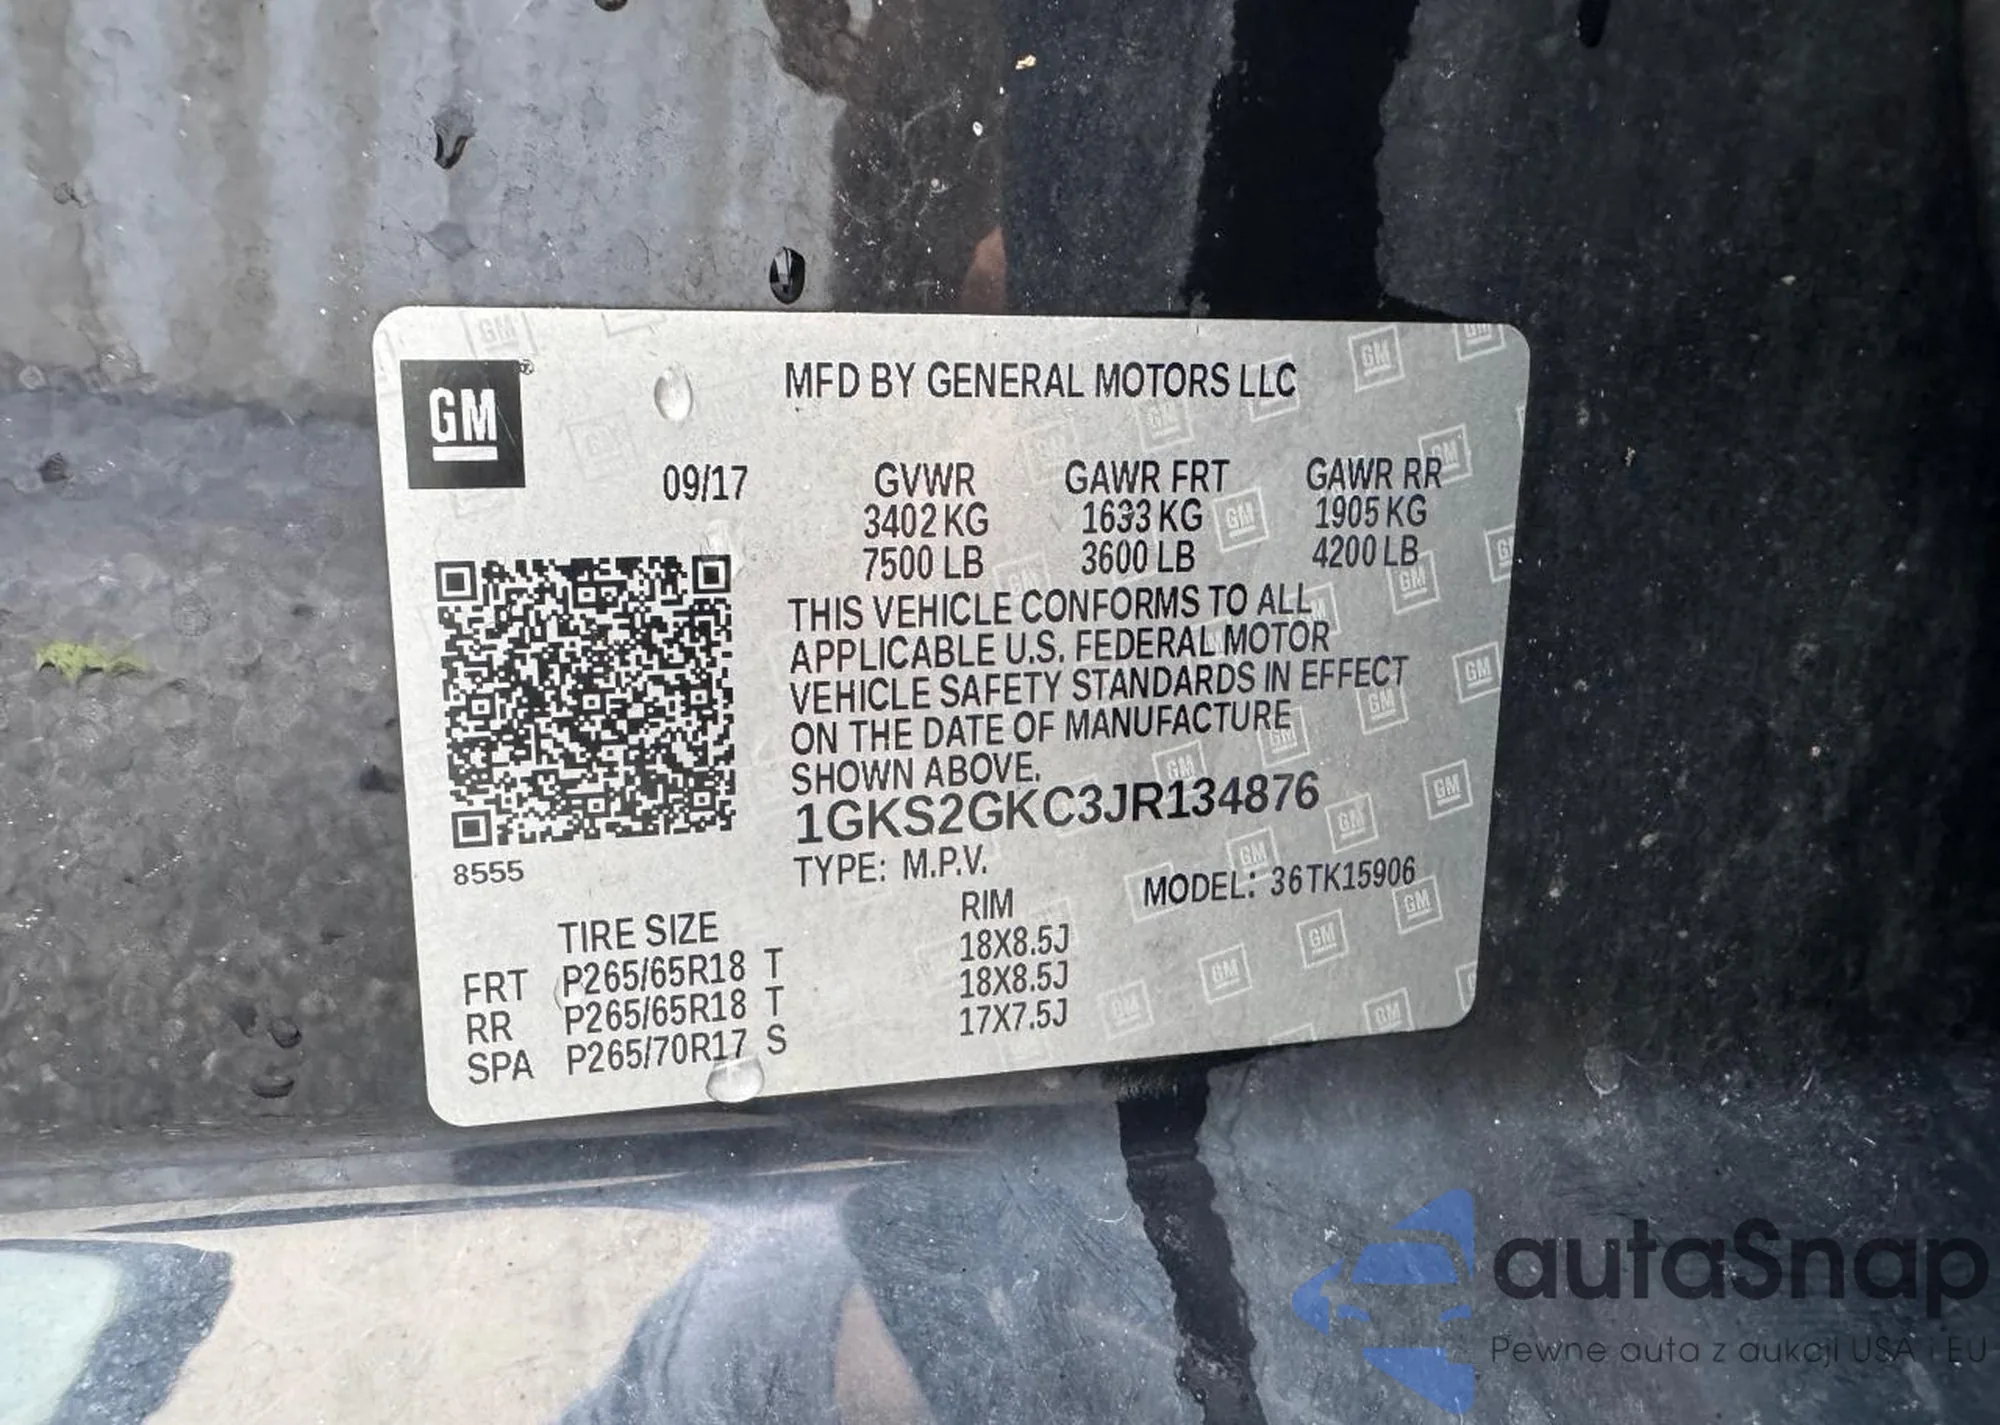 GM
MFD BY GENERAL MOTORS LLC
09/17
GVWR GAWR FRT GAWR RR
3402 KG 1633 KG 1905 KG
7500 LB 3600 LB 4200 LB
THIS VEHICLE CONFORMS TO ALL
APPLICABLE U.S. FEDERAL MOTOR
VEHICLE SAFETY STANDARDS IN EFFECT
ON THE DATE OF MANUFACTURE
SHOWN ABOVE.
1GKS2GKC3JR134876
8555
TYPE: M.P.V. MODEL: 36TK15906
TIRE SIZE RIM
FRT P265/65R18 T 18X8.5J
RR P265/65R18 T 18X8.5J
SPA P265/70R17 S 17X7.5J
autaSnap
Pewne auta z aukcji USA i EU